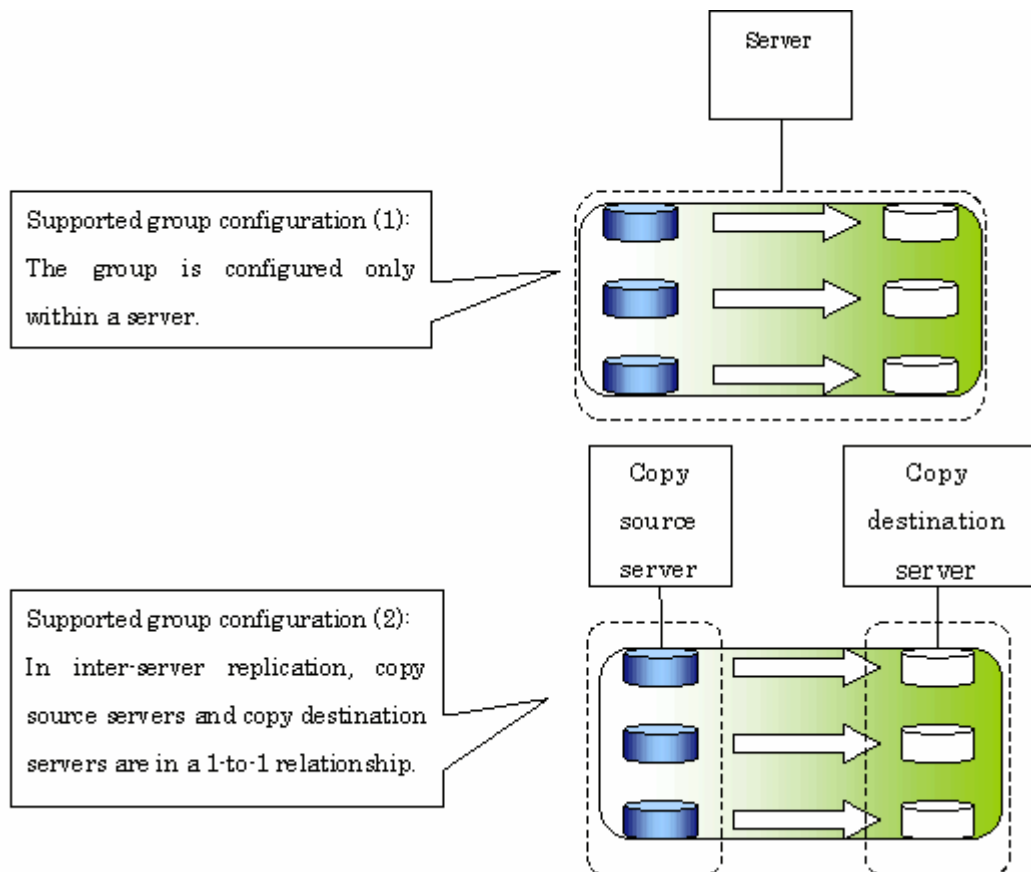 Server
Supported group configuration (1):
The group is configured only
within a server.
Copy
source
server
Copy
destination
server
Supported group configuration (2):
In inter-server replication, copy
source servers and copy destination
servers are in a 1-to-1 relationship.